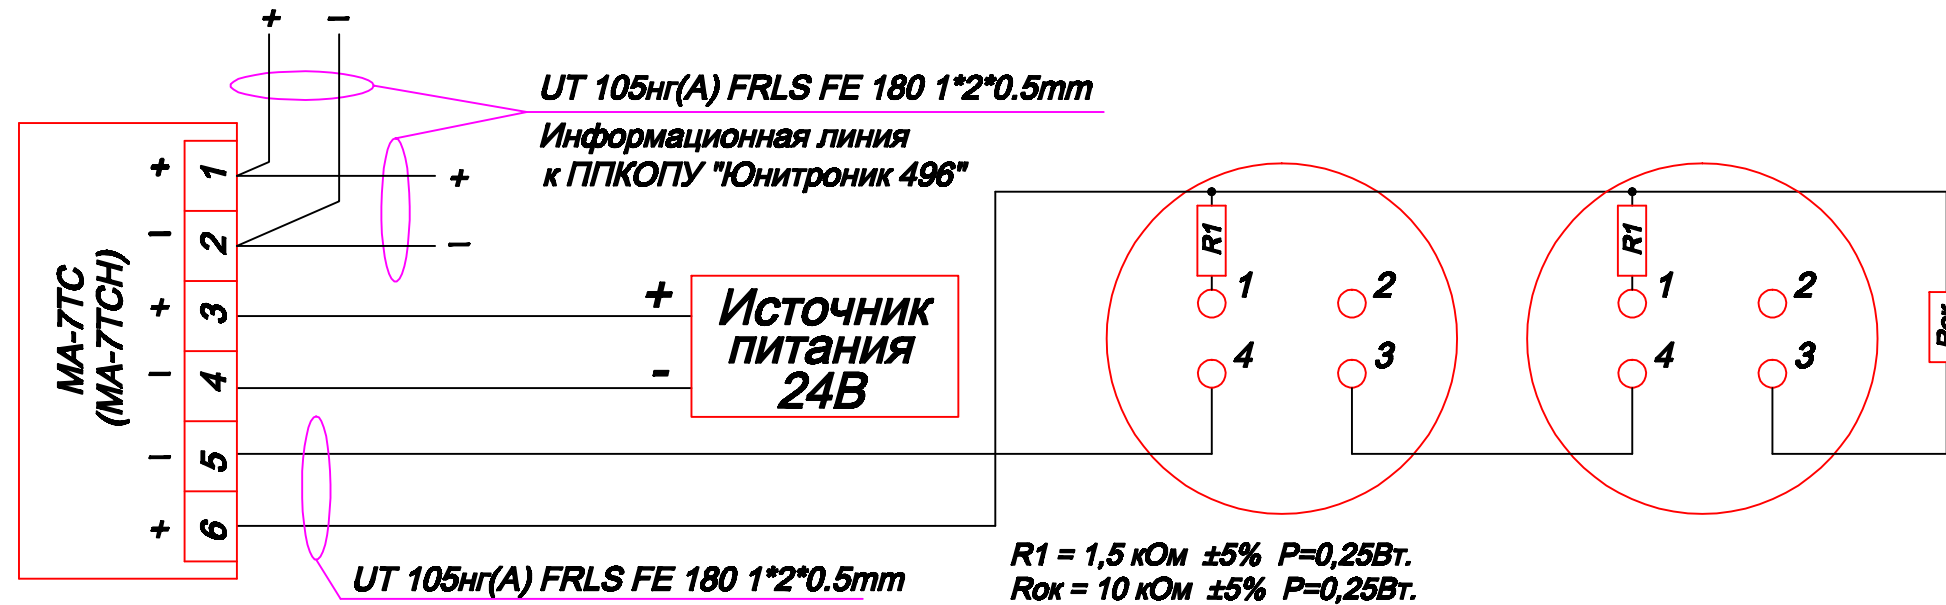 + –
UT 105нг(А) FRLS FE 180 1*2*0.5mm
Информационная линия
к ППКОПУ "Юнитроник 496"
МА-7ТС
(МА-7ТСН)
+ 1 +
– 2 –
+ 3 +
– 4 -
– 5
+ 6
Источник
питания
24В
R1
1 2
4 3
R1
1 2
4 3
Rок
R1 = 1,5 кОм ±5% P=0,25Вт.
Rок = 10 кОм ±5% P=0,25Вт.
UT 105нг(А) FRLS FE 180 1*2*0.5mm